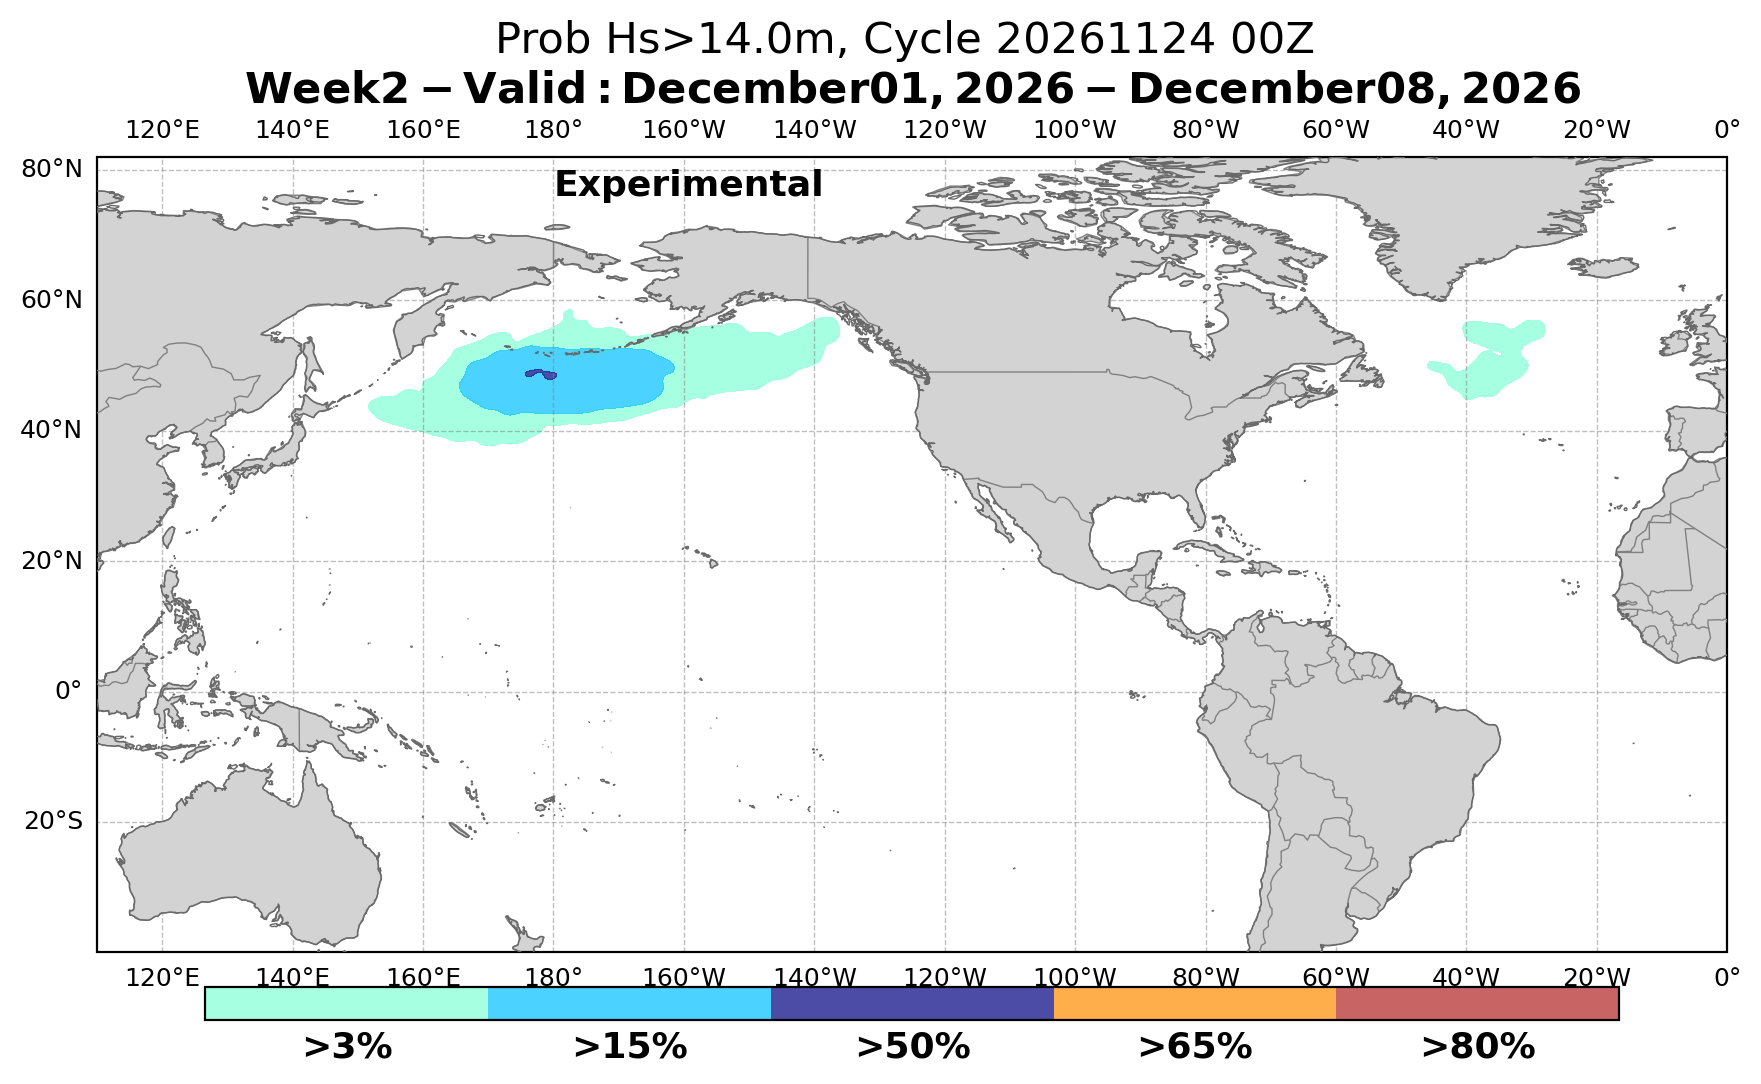 Prob Hs>14.0m, Cycle 20261124 00Z
Week2 − Valid : December01, 2026 − December08, 2026
120°E 140°E 160°E 180° 160°W 140°W 120°W 100°W 80°W 60°W 40°W 20°W 0°
80°N
Experimental
60°N
40°N
20°N
0°
20°S
120°E 140°E 160°E 180° 160°W 140°W 120°W 100°W 80°W 60°W 40°W 20°W 0°
>3% >15% >50% >65% >80%